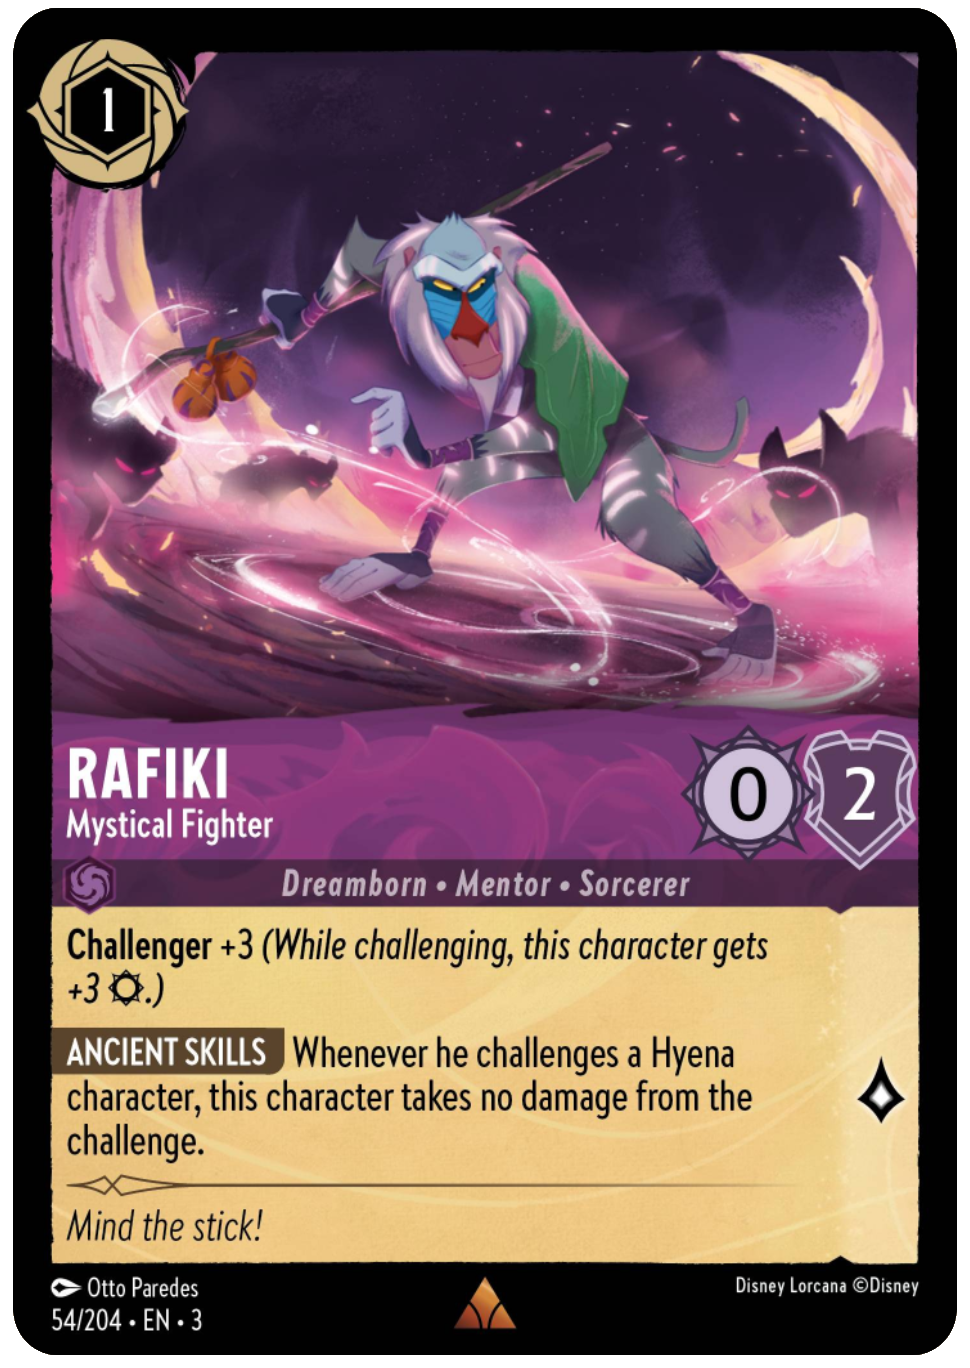 1
RAFIKI
Mystical Fighter
0
2
Dreamborn • Mentor • Sorcerer
Challenger +3 (While challenging, this character gets
+3 .)
ANCIENT SKILLS Whenever he challenges a Hyena
character, this character takes no damage from the
challenge.
Mind the stick!
Otto Paredes
Disney Lorcana ©Disney
54/204 • EN • 3